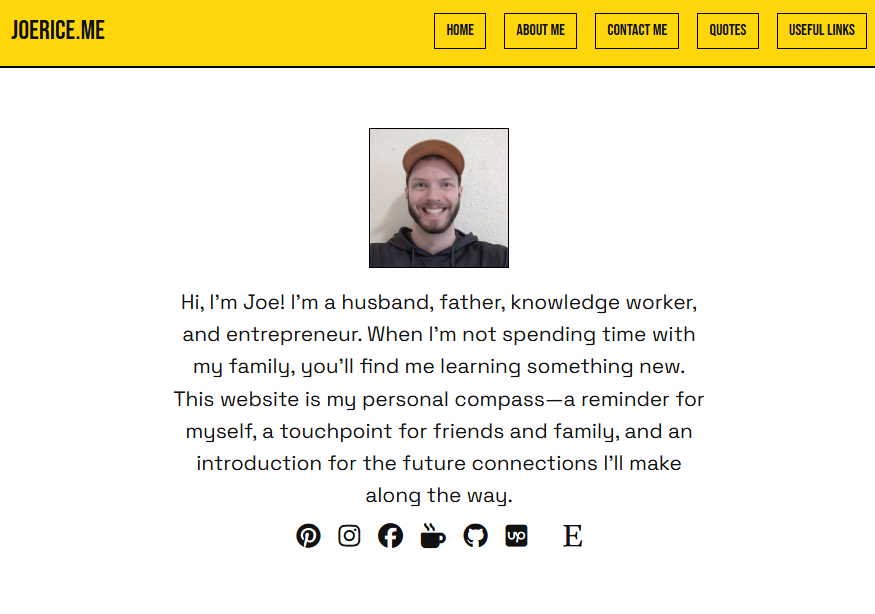 JOERICE.ME
HOME
ABOUT ME
CONTACT ME
QUOTES
USEFUL LINKS
Hi, I'm Joe! I'm a husband, father, knowledge worker,
and entrepreneur. When I'm not spending time with
my family, you'll find me learning something new.
This website is my personal compass—a reminder for
myself, a touchpoint for friends and family, and an
introduction for the future connections I'll make
along the way.
up
E